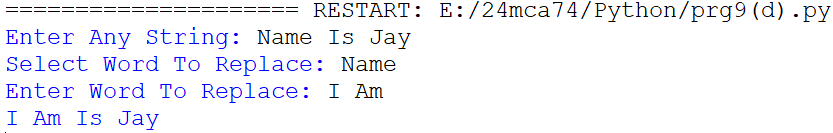 ===================== RESTART: E:/24mca74/Python/prg9(d).py
Enter Any String: Name Is Jay
Select Word To Replace: Name
Enter Word To Replace: I Am
I Am Is Jay